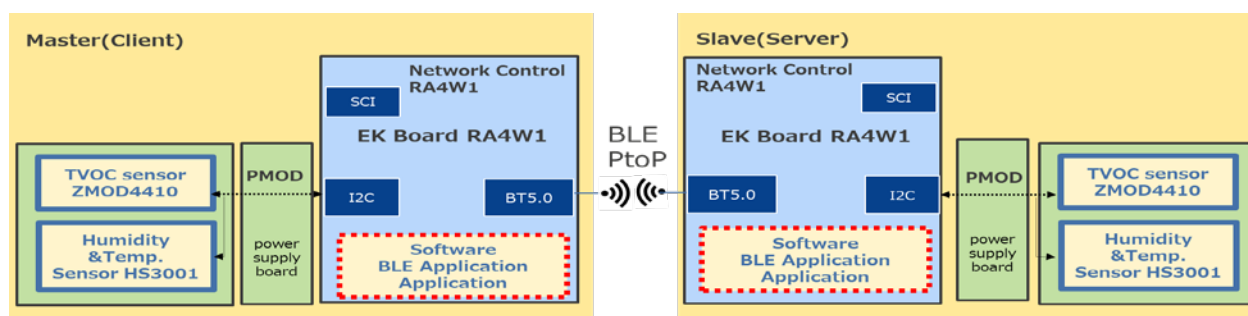 Master(Client)
Network Control
RA4W1
SCI
EK Board RA4W1
TVOC sensor
ZMOD4410
Humidity
&Temp.
Sensor HS3001
PMOD
power
supply
board
I2C
BT5.0
Software
BLE Application
Application
BLE
PtoP
Slave(Server)
Network Control
RA4W1
SCI
EK Board RA4W1
BT5.0
I2C
Software
BLE Application
Application
PMOD
power
supply
board
TVOC sensor
ZMOD4410
Humidity
&Temp.
Sensor HS3001